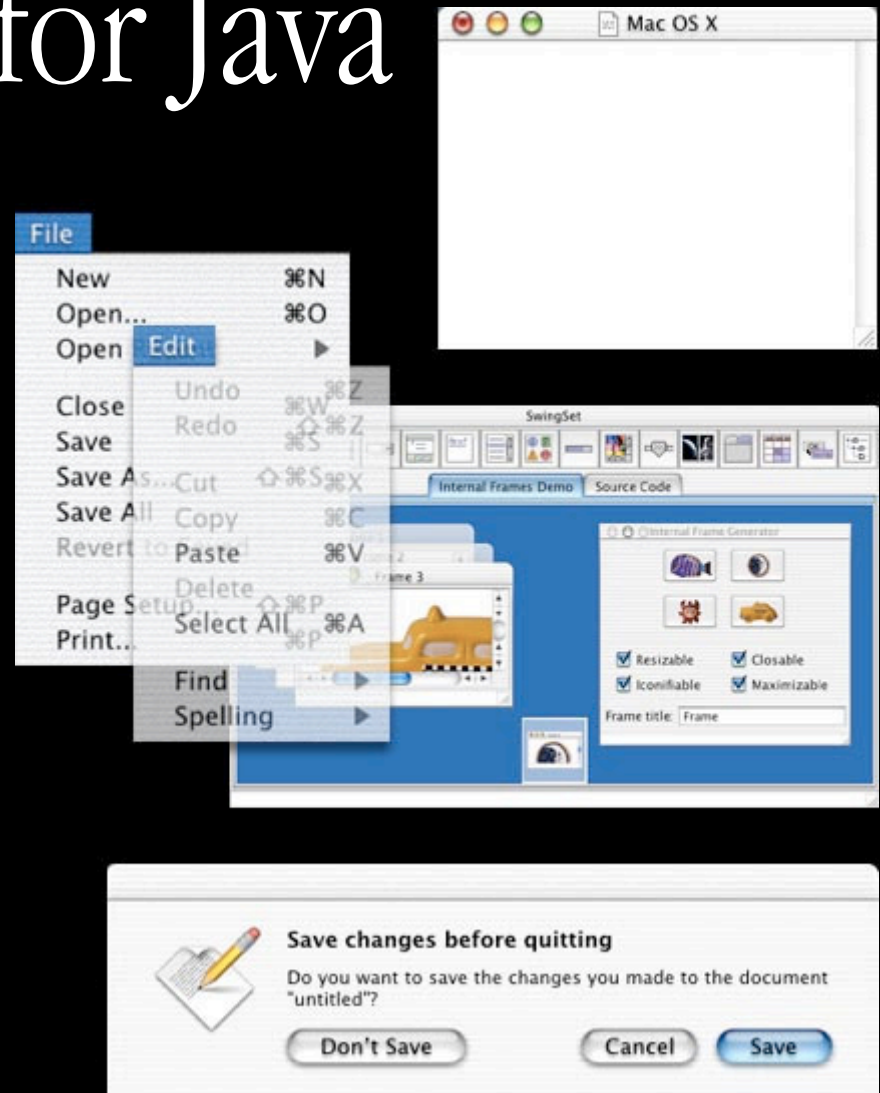 for Java
Mac OS X
File
New ⌘N
Open... ⌘O
Open
Close ⌘W
Save ⌘S
Save As... ⇧⌘S
Save All
Revert to
Page Setup... ⇧⌘P
Print... ⌘P
Edit
Undo ⌘Z
Redo ⇧⌘Z
Cut ⌘X
Copy ⌘C
Paste ⌘V
Delete
Select All ⌘A
Find
Spelling
SwingSet
Internal Frames Demo Source Code
2
Frame 3
Internal Frame Generator
Resizable Closable
Iconifiable Maximizable
Frame title: Frame
Save changes before quitting
Do you want to save the changes you made to the document
"untitled"?
Don't Save Cancel Save